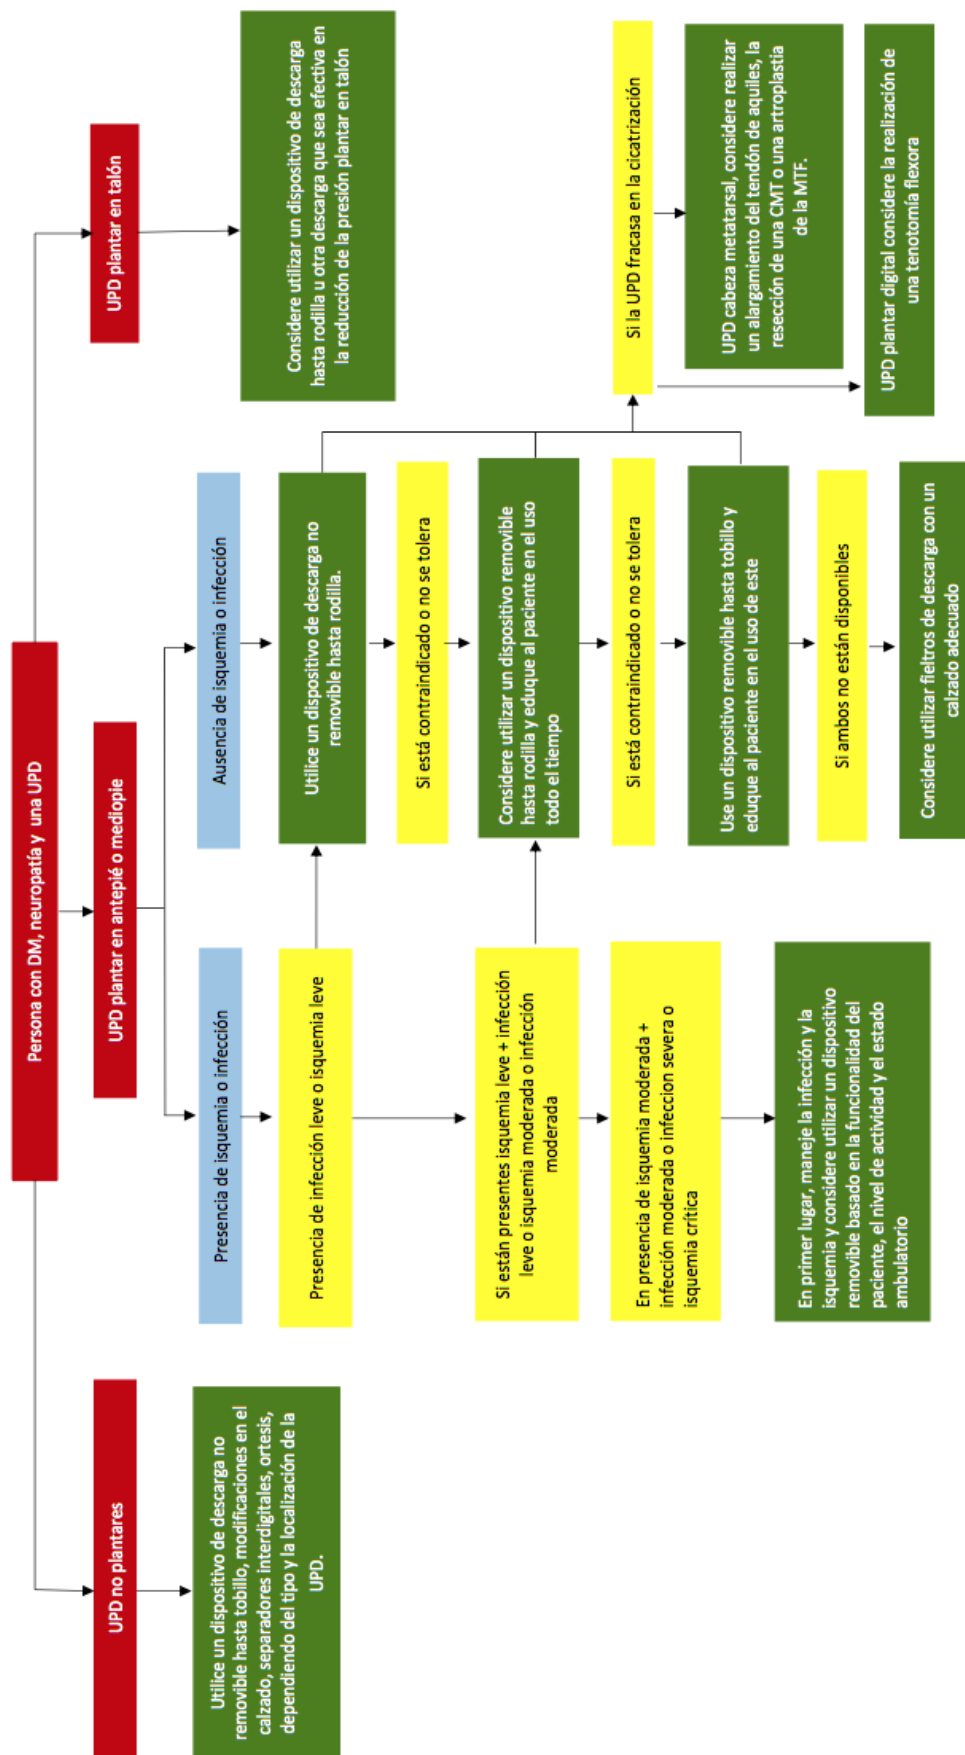 Persona con DM, neuropatía y una UPD
UPD no plantares
Utilice un dispositivo de descarga no
removible hasta tobillo, modificaciones en el
calzado, separadores interdigitales, ortesis,
dependiendo del tipo y la localización de la
UPD.
UPD plantar en antepié o mediopie
Presencia de isquemia o infección
Presencia de infección leve o isquemia leve
Si están presentes isquemia leve + infección
leve o isquemia moderada o infección
moderada
En presencia de isquemia moderada +
infección moderada o infeccion severa o
isquemia crítica
En primer lugar, maneje la infección y la
isquemia y considere utilizar un dispositivo
removible basado en la funcionalidad del
paciente, el nivel de actividad y el estado
ambulatorio
Ausencia de isquemia o infección
Utilice un dispositivo de descarga no
removible hasta rodilla.
Si está contraindicado o no se tolera
Considere utilizar un dispositivo removible
hasta rodilla y eduque al paciente en el uso
todo el tiempo
Si está contraindicado o no se tolera
Use un dispositivo removible hasta tobillo y
eduque al paciente en el uso de este
Si ambos no están disponibles
Considere utilizar fieltros de descarga con un
calzado adecuado
UPD plantar en talón
Considere utilizar un dispositivo de descarga
hasta rodilla u otra descarga que sea efectiva en
la reducción de la presión plantar en talón
Si la UPD fracasa en la cicatrización
UPD cabeza metatarsal, considere realizar
un alargamiento del tendón de aquiles, la
resección de una CMT o una artroplastia
de la MTF.
UPD plantar digital considere la realización de
una tenotomía flexora